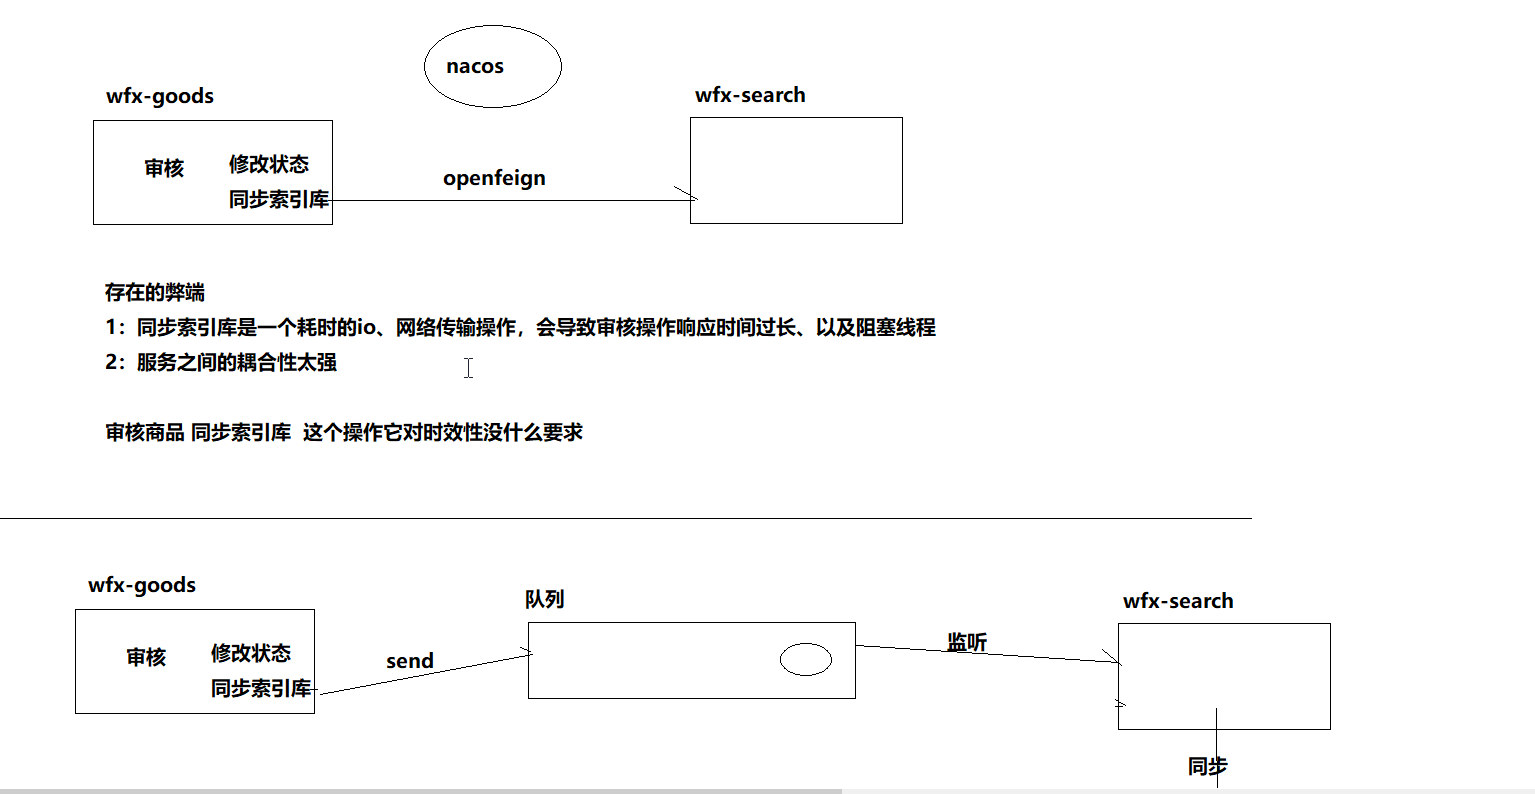 nacos
wfx-goods
wfx-search
审核
修改状态
同步索引库
openfeign
存在的弊端
1：同步索引库是一个耗时的io、网络传输操作，会导致审核操作响应时间过长、以及阻塞线程
2：服务之间的耦合性太强
审核商品 同步索引库 这个操作它对时效性没什么要求
wfx-goods
队列
wfx-search
审核
修改状态
同步索引库
send
监听
同步